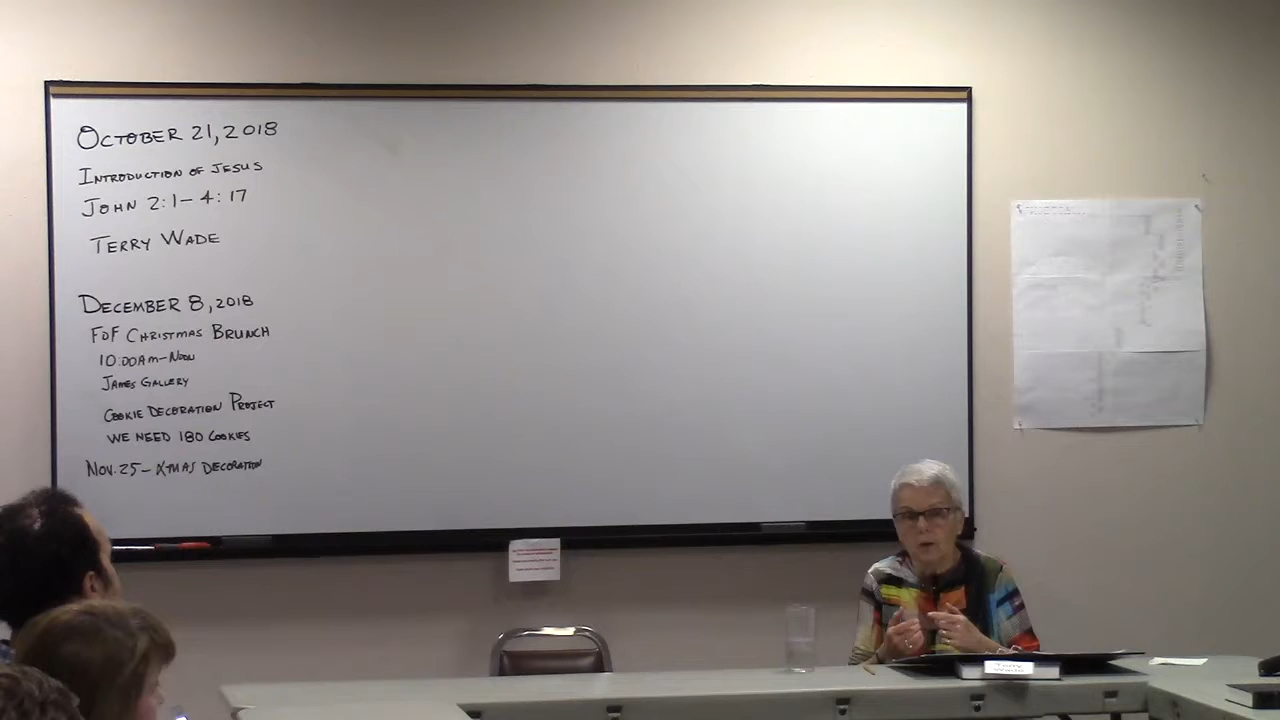 OCTOBER 21, 2018
INTRODUCTION OF JESUS
JOHN 2:1-4:17
TERRY WADE
DECEMBER 8, 2018
FOF CHRISTMAS BRUNCH
10:00AM-NOON
JAMES GALLERY
COOKIE DECORATION PROJECT
WE NEED 180 COOKIES
NOV. 25- XMAS DECORATION